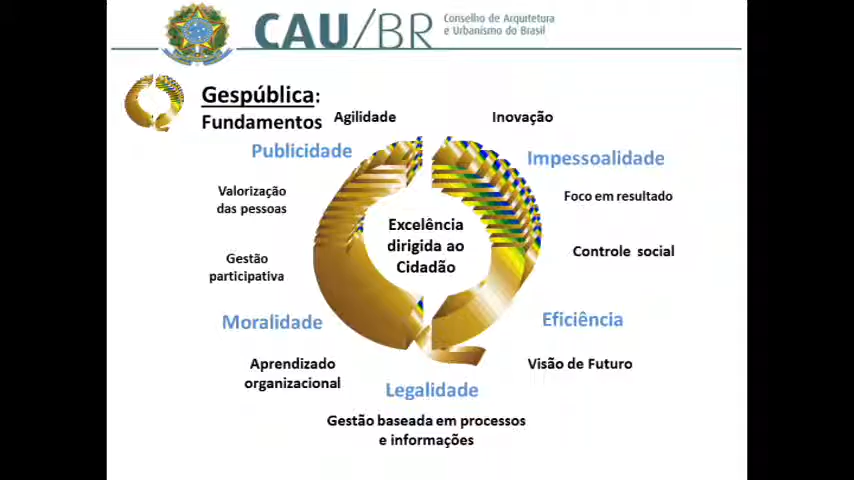 CAU/BR
Conselho de Arquitetura
e Urbanismo do Brasil
Gespública:
Fundamentos
Agilidade
Inovação
Publicidade
Impessoalidade
Valorização
das pessoas
Foco em resultado
Excelência
dirigida ao
Cidadão
Controle social
Gestão
participativa
Moralidade
Eficiência
Aprendizado
organizacional
Visão de Futuro
Legalidade
Gestão baseada em processos
e informações